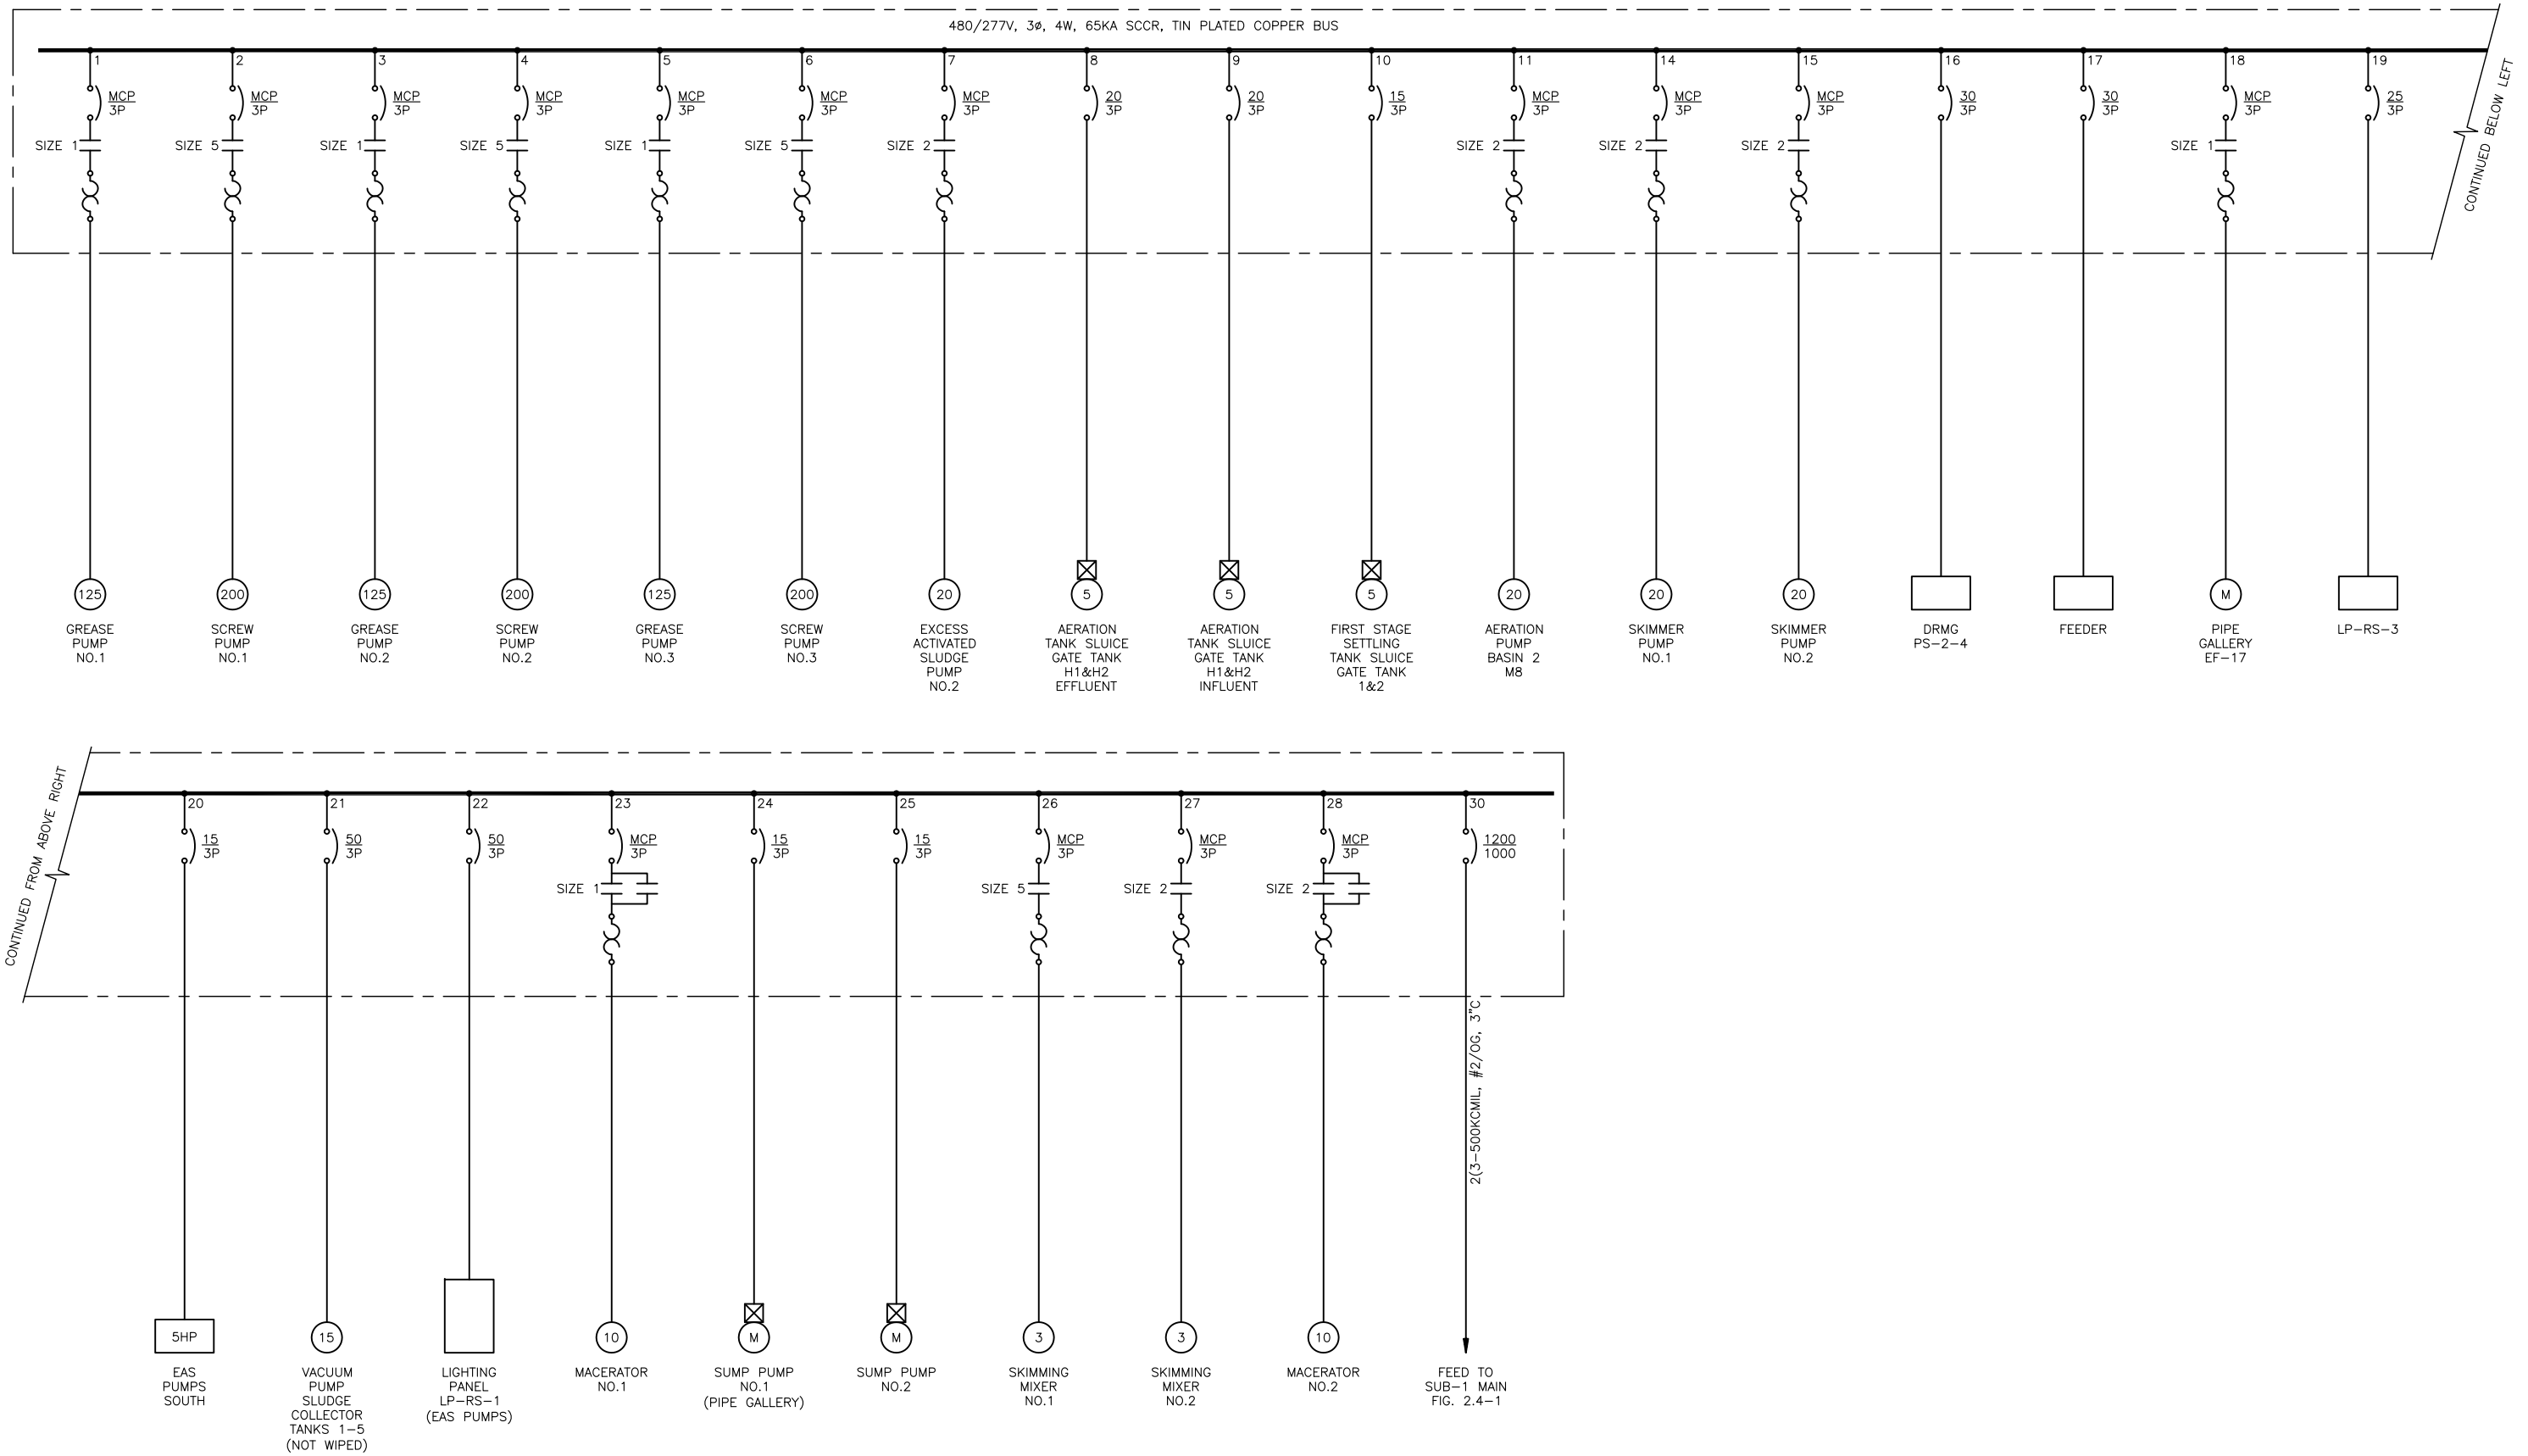 480/277V, 3ø, 4W, 65KA SCCR, TIN PLATED COPPER BUS
1
MCP
3P
SIZE 1
125
GREASE
PUMP
NO.1
2
MCP
3P
SIZE 5
200
SCREW
PUMP
NO.1
3
MCP
3P
SIZE 1
125
GREASE
PUMP
NO.2
4
MCP
3P
SIZE 5
200
SCREW
PUMP
NO.2
5
MCP
3P
SIZE 1
125
GREASE
PUMP
NO.3
6
MCP
3P
SIZE 5
200
SCREW
PUMP
NO.3
7
MCP
3P
SIZE 2
20
EXCESS
ACTIVATED
SLUDGE
PUMP
NO.2
8
20
3P
5
AERATION
TANK SLUICE
GATE TANK
H1&H2
EFFLUENT
9
20
3P
5
AERATION
TANK SLUICE
GATE TANK
H1&H2
INFLUENT
10
15
3P
5
FIRST STAGE
SETTLING
TANK SLUICE
GATE TANK
1&2
11
MCP
3P
SIZE 2
20
AERATION
PUMP
BASIN 2
M8
14
MCP
3P
SIZE 2
20
SKIMMER
PUMP
NO.1
15
MCP
3P
SIZE 2
20
SKIMMER
PUMP
NO.2
16
30
3P
DRMG
PS-2-4
17
30
3P
FEEDER
18
MCP
3P
SIZE 1
M
PIPE
GALLERY
EF-17
19
25
3P
LP-RS-3
CONTINUED BELOW LEFT
CONTINUED FROM ABOVE RIGHT
20
15
3P
5HP
EAS
PUMPS
SOUTH
21
50
3P
15
VACUUM
PUMP
SLUDGE
COLLECTOR
TANKS 1-5
(NOT WIPED)
22
50
3P
LIGHTING
PANEL
LP-RS-1
(EAS PUMPS)
23
MCP
3P
SIZE 1
10
MACERATOR
NO.1
24
15
3P
M
SUMP PUMP
NO.1
(PIPE GALLERY)
25
15
3P
M
SUMP PUMP
NO.2
26
MCP
3P
SIZE 5
3
SKIMMING
MIXER
NO.1
27
MCP
3P
SIZE 2
3
SKIMMING
MIXER
NO.2
28
MCP
3P
SIZE 2
10
MACERATOR
NO.2
30
1200
1000
2(3-500KCMIL, #2/0G, 3"C
FEED TO
SUB-1 MAIN
FIG. 2.4-1